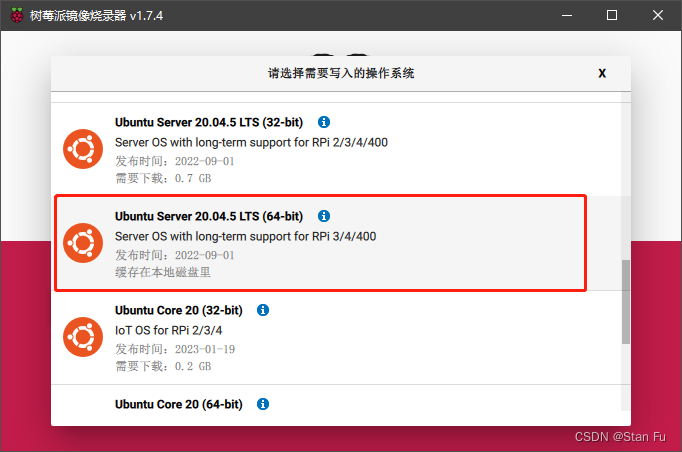 树莓派镜像烧录器 v1.7.4
请选择需要写入的操作系统
X
Ubuntu Server 20.04.5 LTS (32-bit)
Server OS with long-term support for RPi 2/3/4/400
发布时间：2022-09-01
需要下载：0.7 GB
Ubuntu Server 20.04.5 LTS (64-bit)
Server OS with long-term support for RPi 3/4/400
发布时间：2022-09-01
缓存在本地磁盘里
Ubuntu Core 20 (32-bit)
IoT OS for RPi 2/3/4
发布时间：2023-01-19
需要下载：0.2 GB
Ubuntu Core 20 (64-bit)
CSDN @Stan Fu